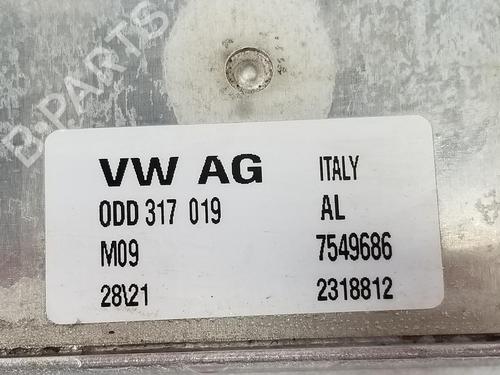 B-PARTS
VW AG ITALY
0DD 317 019 AL
M09 7549686
28\21 2318812